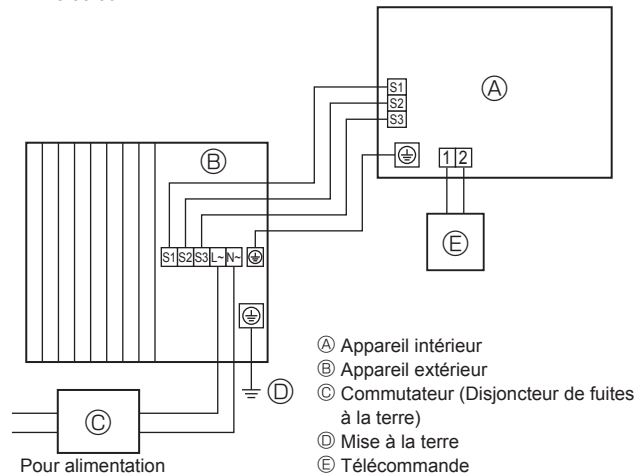 S1
S2
S3
Ⓐ
1 2
Ⓑ
Ⓔ
S1 S2 S3 L~ N~
Ⓓ
Ⓒ
Pour alimentation
Ⓐ Appareil intérieur
Ⓑ Appareil extérieur
Ⓒ Commutateur (Disjoncteur de fuites
à la terre)
Ⓓ Mise à la terre
Ⓔ Télécommande